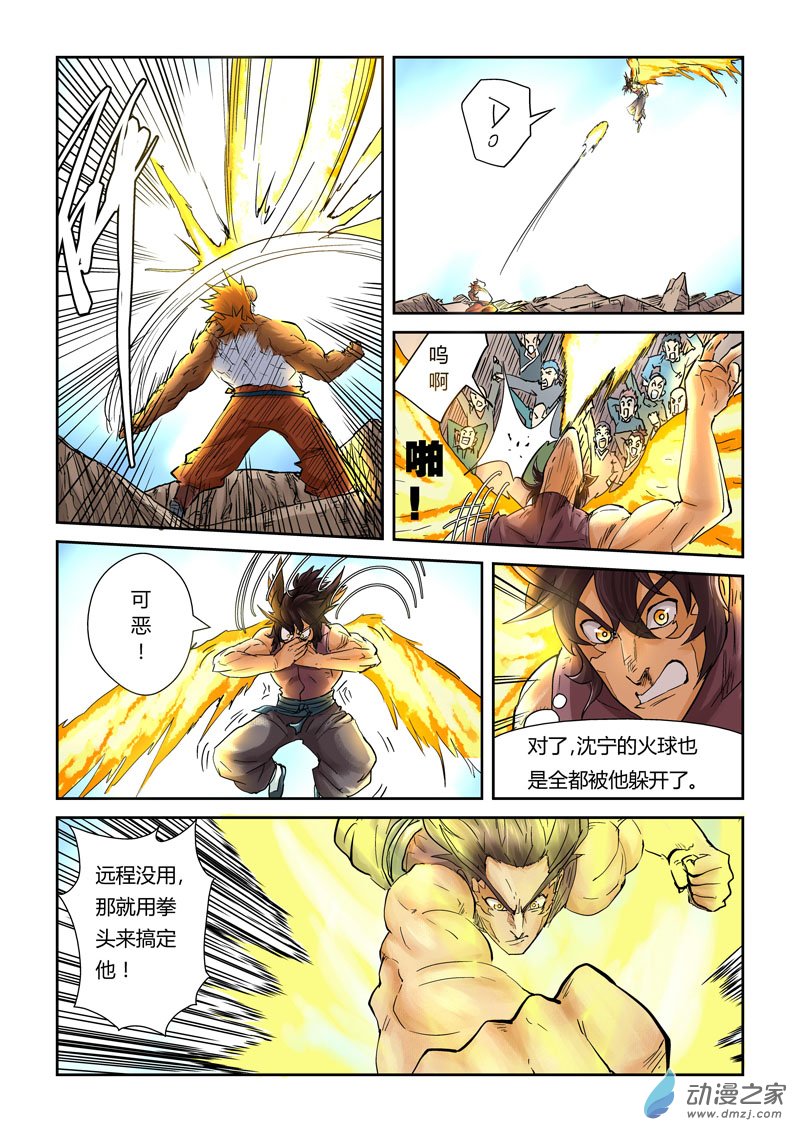 ！
呜
啊
啪
！
可
恶！
对了，沈宁的火球也
是全都被他躲开了。
远程没用，
那就用拳
头来搞定
他！
动漫之家
www.dmzj.com